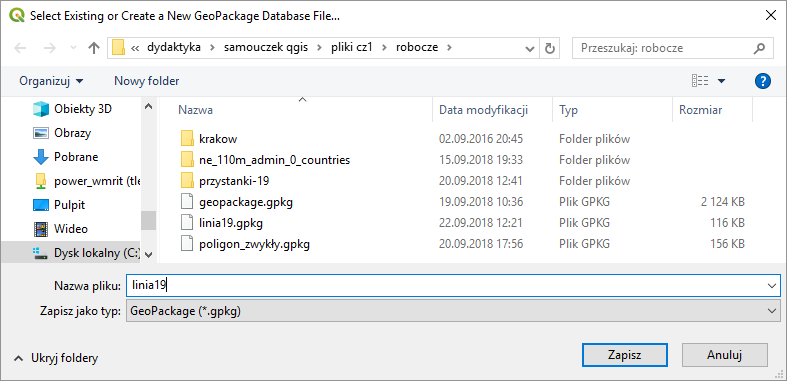 Select Existing or Create a New GeoPackage Database File...
« dydaktyka › samouczek qgis › pliki cz1 › robocze ›
Przeszukaj: robocze
Organizuj Nowy folder
Nazwa Data modyfikacji Typ Rozmiar
Obiekty 3D
Obrazy
Pobrane
power_wmrit (tle
Pulpit
Wideo
Dysk lokalny (C:)
krakow 02.09.2016 20:45 Folder plików
ne_110m_admin_0_countries 15.09.2018 19:33 Folder plików
przystanki-19 20.09.2018 12:41 Folder plików
geopackage.gpkg 19.09.2018 10:36 Plik GPKG 2 124 KB
linia19.gpkg 22.09.2018 12:21 Plik GPKG 116 KB
poligon_zwykły.gpkg 20.09.2018 17:56 Plik GPKG 156 KB
Nazwa pliku: linia19
Zapisz jako typ: GeoPackage (*.gpkg)
Ukryj foldery
Zapisz Anuluj